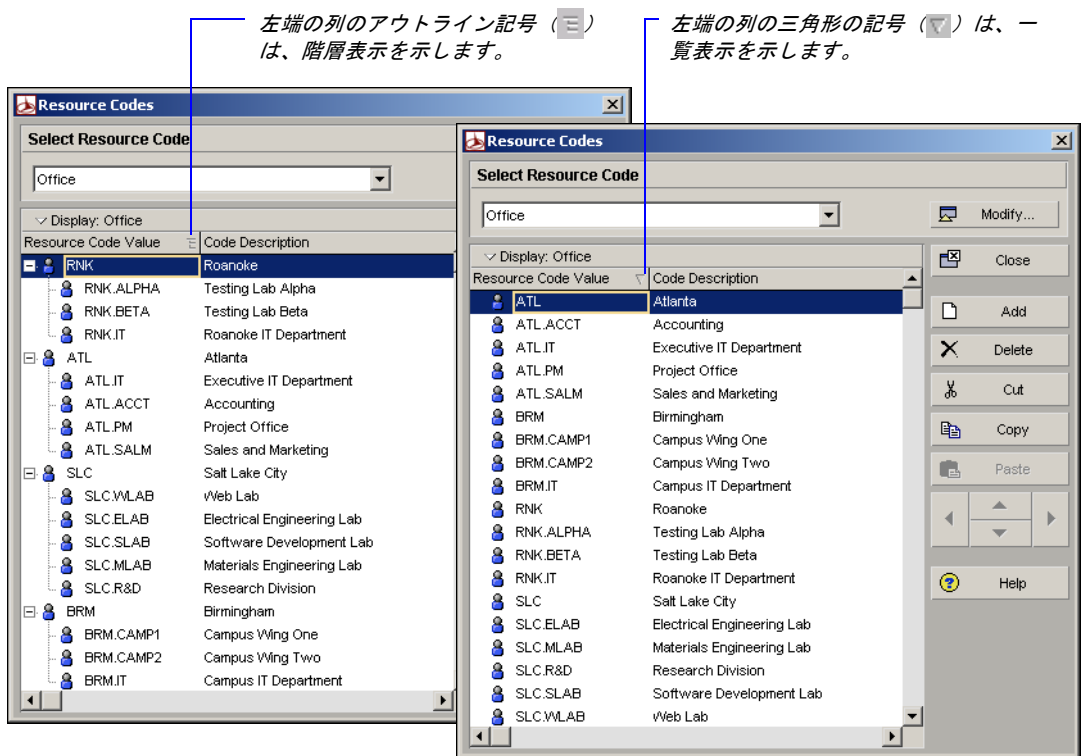 左端の列のアウトライン記号（ ）
は、階層表示を示します。
左端の列の三角形の記号（ ）は、一
覧表示を示します。
Resource Codes
Select Resource Code
Office
Display: Office
Resource Code Value Code Description
RNK Roanoke
RNK.ALPHA Testing Lab Alpha
RNK.BETA Testing Lab Beta
RNK.IT Roanoke IT Department
ATL Atlanta
ATL.IT Executive IT Department
ATL.ACCT Accounting
ATL.PM Project Office
ATL.SALM Sales and Marketing
SLC Salt Lake City
SLC.WLAB Web Lab
SLC.ELAB Electrical Engineering Lab
SLC.SLAB Software Development Lab
SLC.MLAB Materials Engineering Lab
SLC.R&D Research Division
BRM Birmingham
BRM.CAMP1 Campus Wing One
BRM.CAMP2 Campus Wing Two
BRM.IT Campus IT Department
Resource Codes
Select Resource Code
Office
Display: Office
Resource Code Value Code Description
ATL Atlanta
ATL.ACCT Accounting
ATL.IT Executive IT Department
ATL.PM Project Office
ATL.SALM Sales and Marketing
BRM Birmingham
BRM.CAMP1 Campus Wing One
BRM.CAMP2 Campus Wing Two
BRM.IT Campus IT Department
RNK Roanoke
RNK.ALPHA Testing Lab Alpha
RNK.BETA Testing Lab Beta
RNK.IT Roanoke IT Department
SLC Salt Lake City
SLC.ELAB Electrical Engineering Lab
SLC.MLAB Materials Engineering Lab
SLC.R&D Research Division
SLC.SLAB Software Development Lab
SLC.WLAB Web Lab
Modify...
Close
Add
Delete
Cut
Copy
Paste
Help